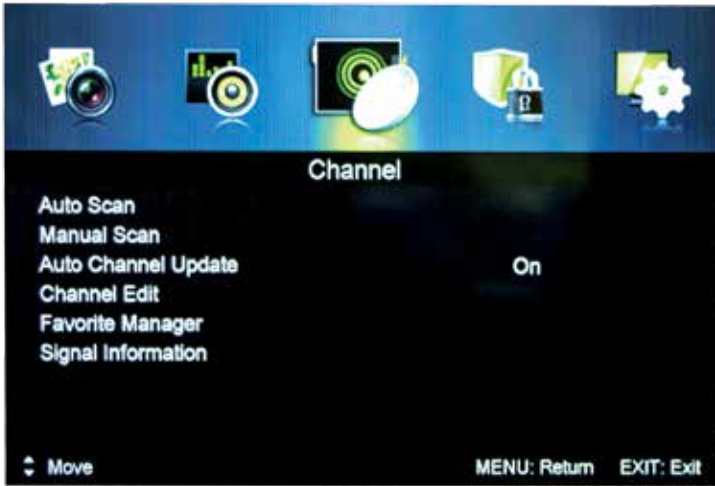 Channel
Auto Scan
Manual Scan
Auto Channel Update On
Channel Edit
Favorite Manager
Signal Information
Move MENU: Return EXIT: Exit